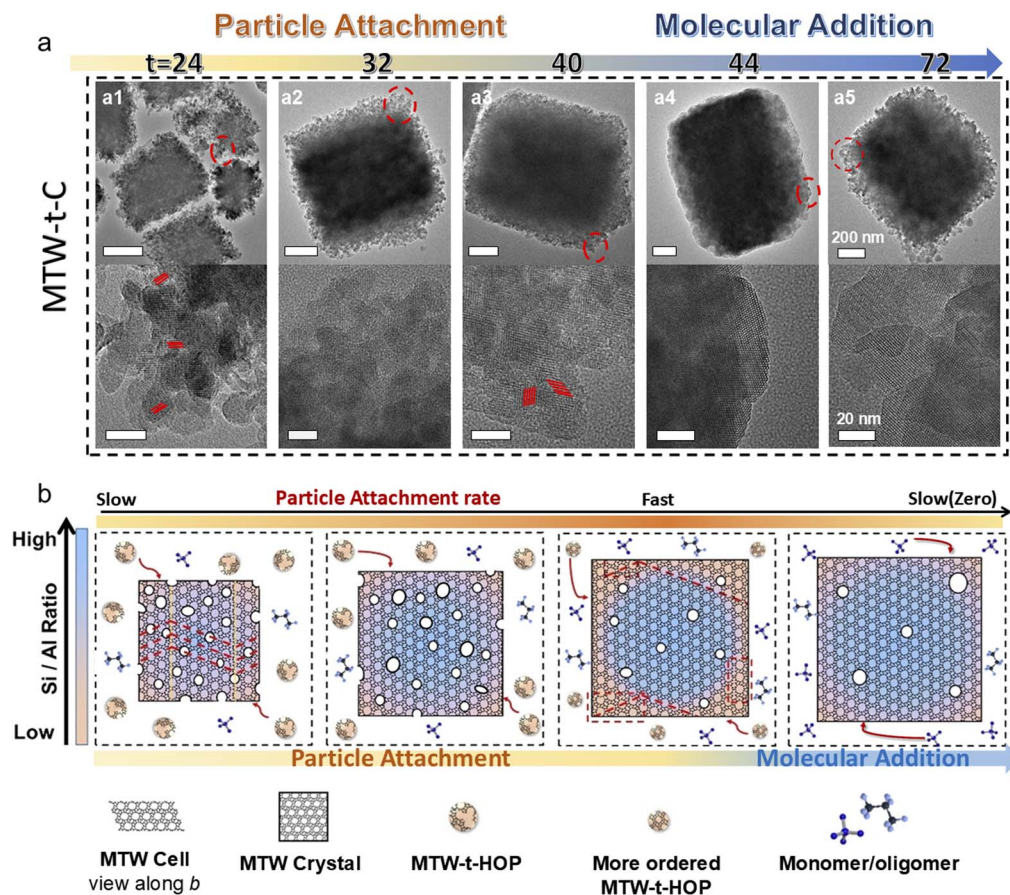 a
Particle Attachment
Molecular Addition
t=24
32
40
44
72
MTW-t-C
a1
a2
a3
a4
a5
200 nm
20 nm
b
Slow
Particle Attachment rate
Fast
Slow(Zero)
High
Si / Al Ratio
Low
Particle Attachment
Molecular Addition
MTW Cell
view along b
MTW Crystal
MTW-t-HOP
More ordered
MTW-t-HOP
Monomer/oligomer